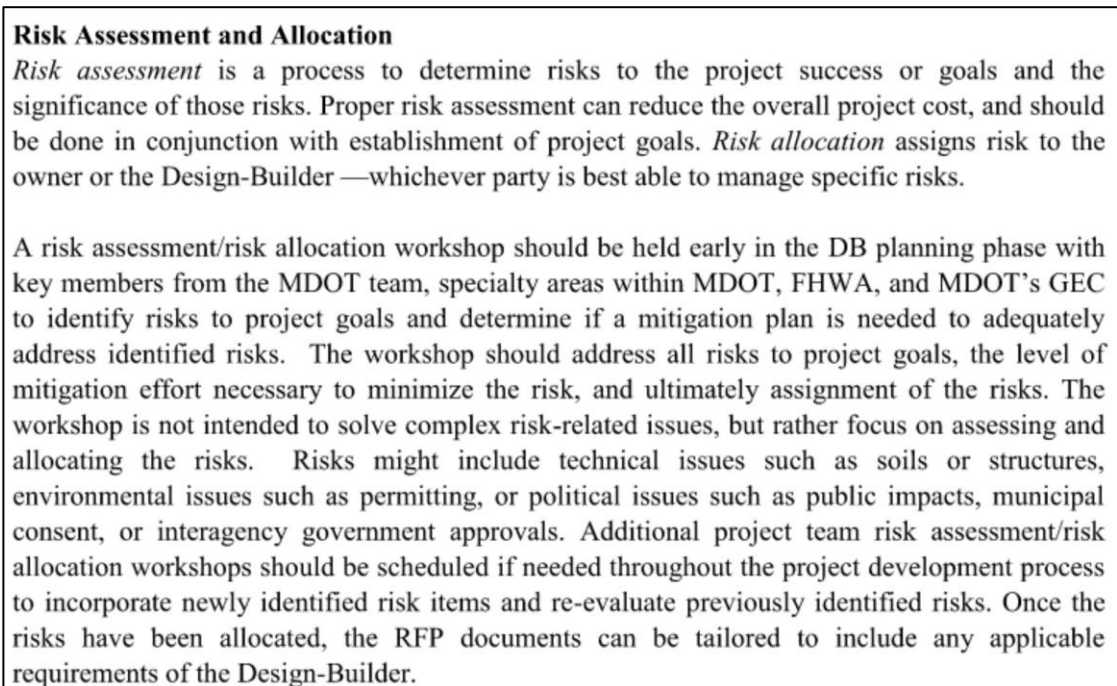 Risk Assessment and Allocation
Risk assessment is a process to determine risks to the project success or goals and the
significance of those risks. Proper risk assessment can reduce the overall project cost, and should
be done in conjunction with establishment of project goals. Risk allocation assigns risk to the
owner or the Design-Builder —whichever party is best able to manage specific risks.
A risk assessment/risk allocation workshop should be held early in the DB planning phase with
key members from the MDOT team, specialty areas within MDOT, FHWA, and MDOT's GEC
to identify risks to project goals and determine if a mitigation plan is needed to adequately
address identified risks. The workshop should address all risks to project goals, the level of
mitigation effort necessary to minimize the risk, and ultimately assignment of the risks. The
workshop is not intended to solve complex risk-related issues, but rather focus on assessing and
allocating the risks. Risks might include technical issues such as soils or structures,
environmental issues such as permitting, or political issues such as public impacts, municipal
consent, or interagency government approvals. Additional project team risk assessment/risk
allocation workshops should be scheduled if needed throughout the project development process
to incorporate newly identified risk items and re-evaluate previously identified risks. Once the
risks have been allocated, the RFP documents can be tailored to include any applicable
requirements of the Design-Builder.